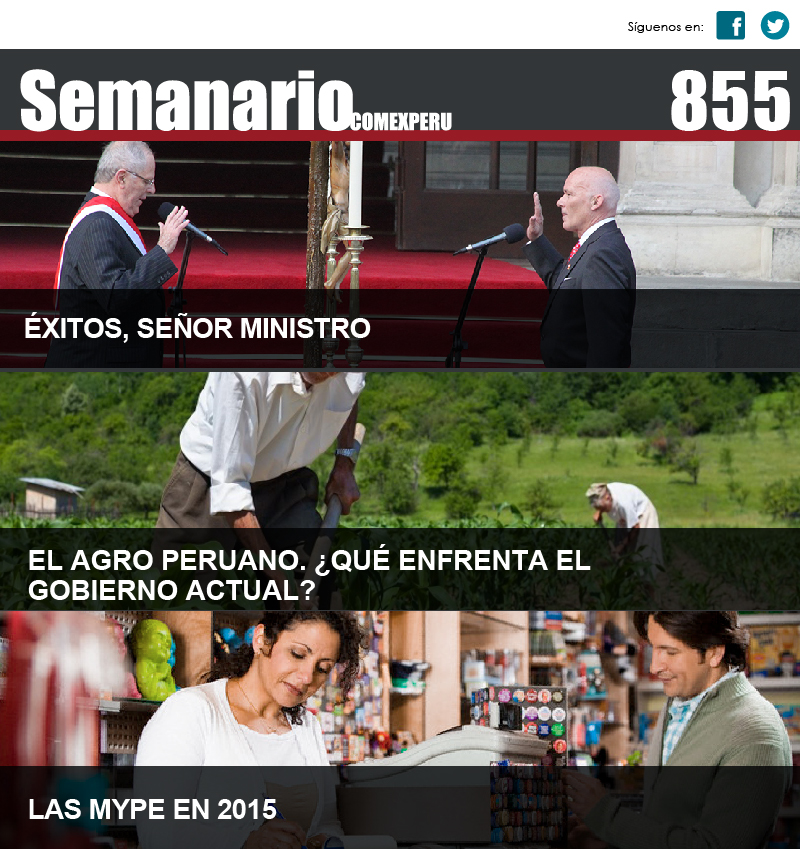 Síguenos en:
Semanario COMEXPERU 855
ÉXITOS, SEÑOR MINISTRO
EL AGRO PERUANO. ¿QUÉ ENFRENTA EL
GOBIERNO ACTUAL?
LAS MYPE EN 2015